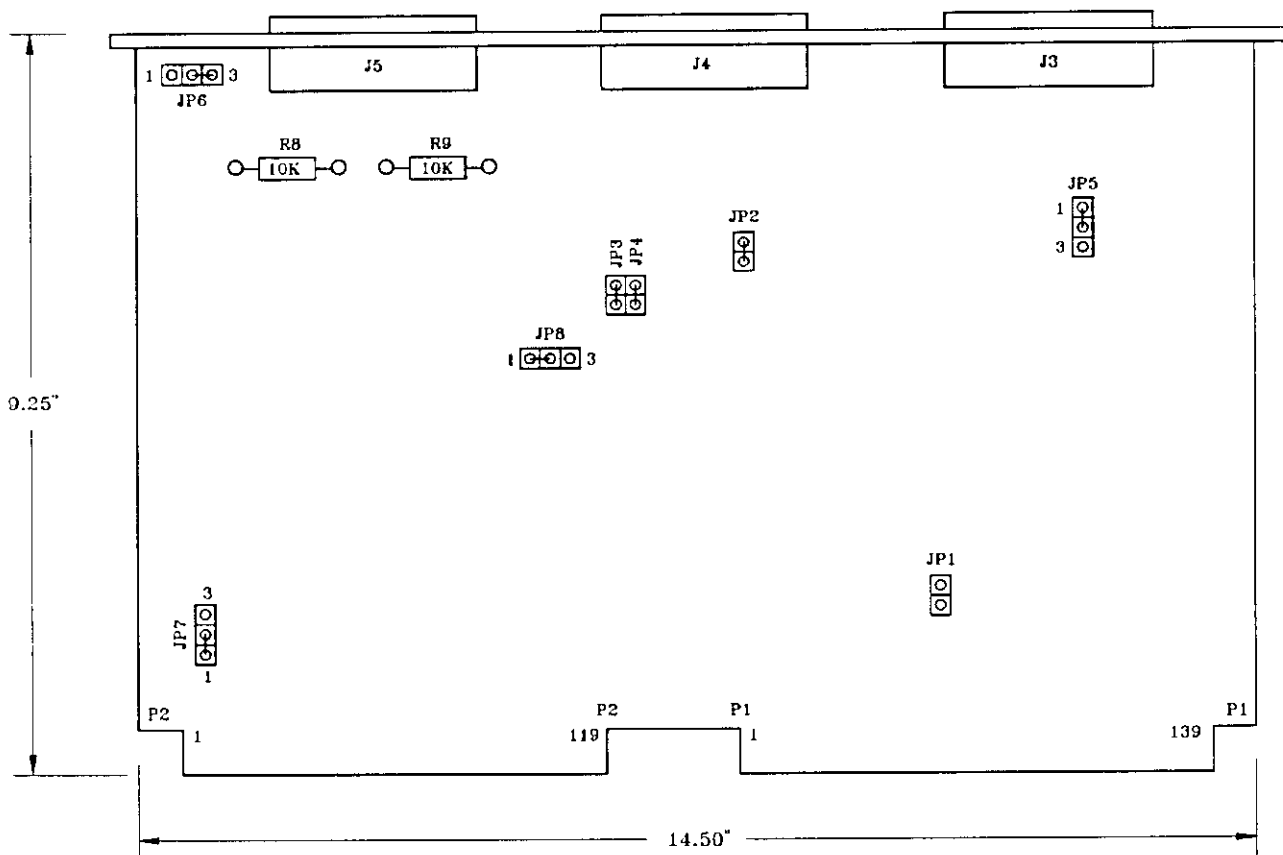 J5 J4 J3
1 3
JP6
R8 R9
10K 10K
JP5
1
3
JP2
JP3 JP4
JP8
1 3
9.25"
JP1
3
JP7
1
P2 P2 P1 P1
1 119 1 139
14.50"